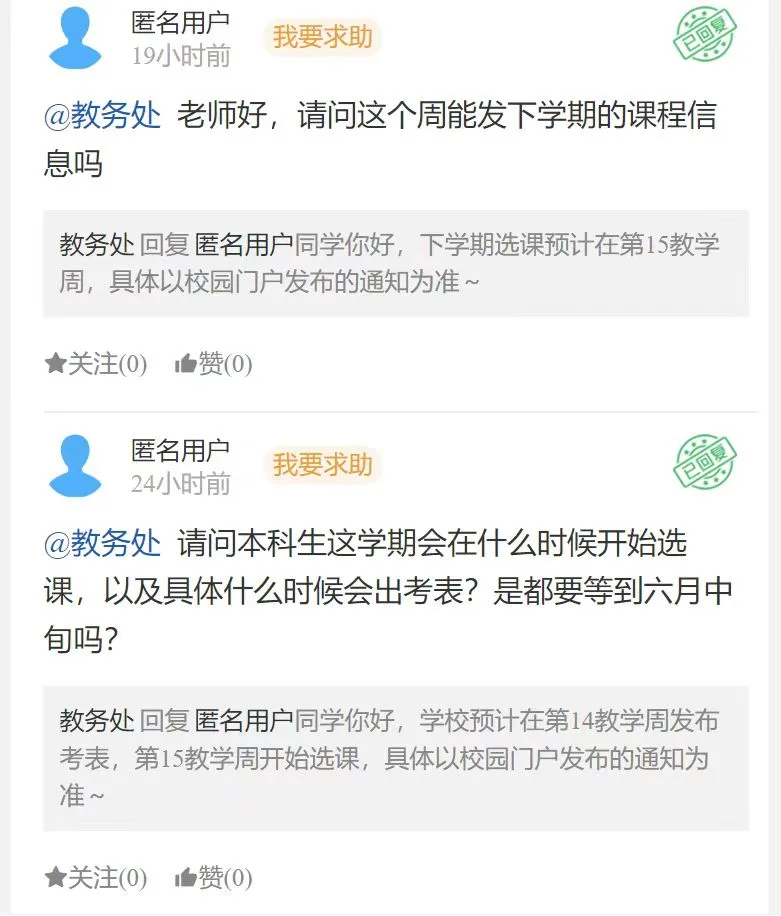 匿名用户
我要求助
已回复
19小时前
@教务处 老师好，请问这个周能发下学期的课程信
息吗
教务处 回复 匿名用户同学你好，下学期选课预计在第15教学
周，具体以校园门户发布的通知为准～
关注(0) 赞(0)
匿名用户
我要求助
已回复
24小时前
@教务处 请问本科生这学期会在什么时候开始选
课，以及具体什么时候会出考表？是都要等到六月中
旬吗？
教务处 回复 匿名用户同学你好，学校预计在第14教学周发布
考表，第15教学周开始选课，具体以校园门户发布的通知为
准～
关注(0) 赞(0)